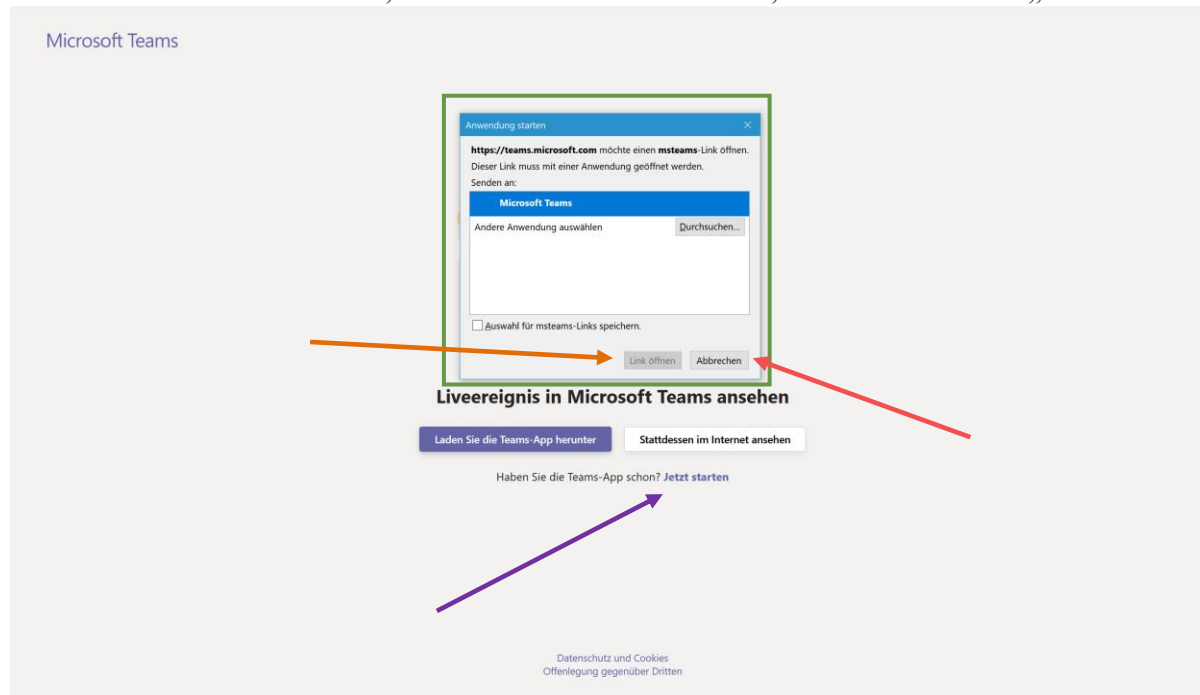 Microsoft Teams
Anwendung starten
https://teams.microsoft.com möchte einen msteams-Link öffnen.
Dieser Link muss mit einer Anwendung geöffnet werden.
Senden an:
Microsoft Teams
Andere Anwendung auswählen
Durchsuchen...
Auswahl für msteams-Links speichern.
Link öffnen Abbrechen
Liveereignis in Microsoft Teams ansehen
Laden Sie die Teams-App herunter Stattdessen im Internet ansehen
Haben Sie die Teams-App schon? Jetzt starten
Datenschutz und Cookies
Offenlegung gegenüber Dritten